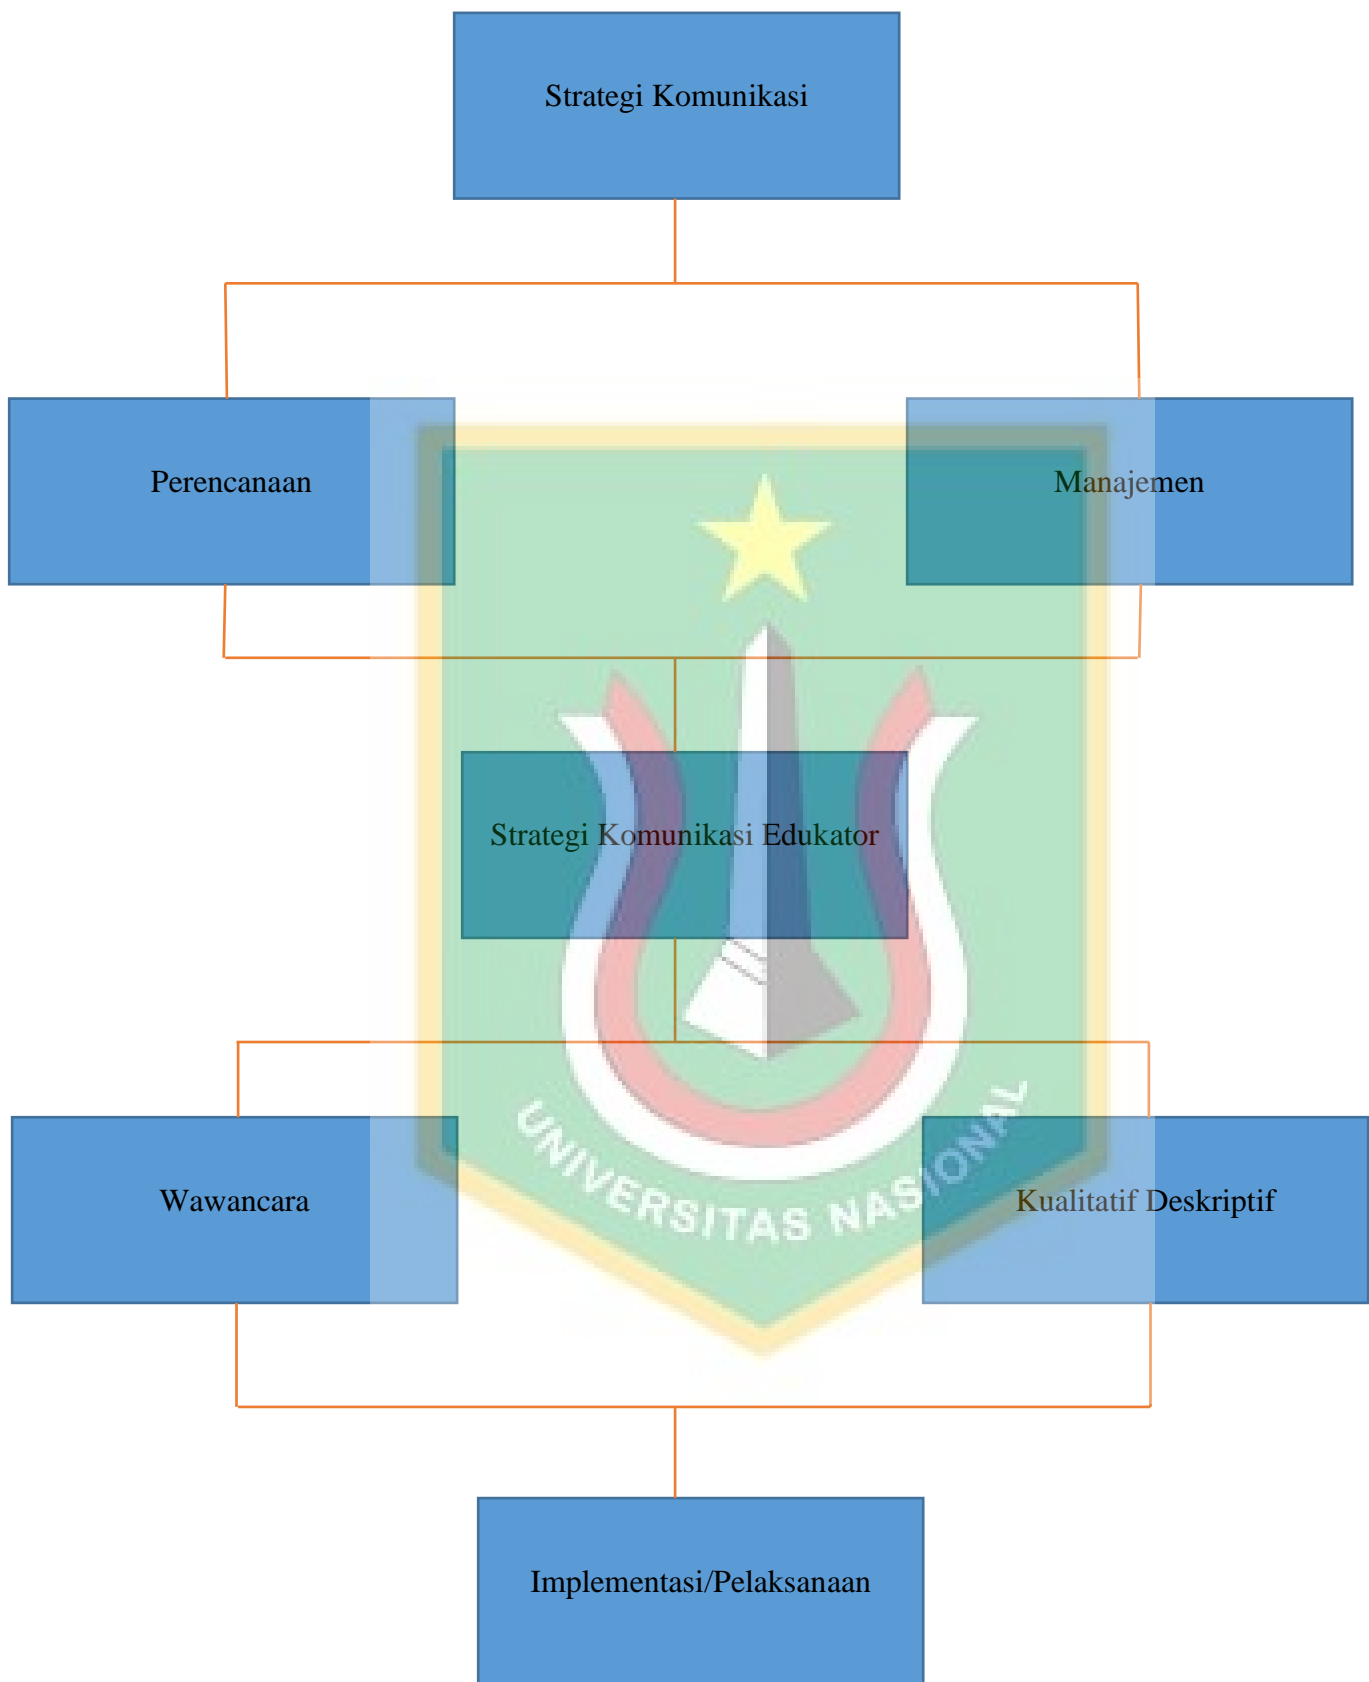 Strategi Komunikasi
Perencanaan
Manajemen
Strategi Komunikasi Edukator
Wawancara
Kualitatif Deskriptif
UNIVERSITAS NASIONAL
Implementasi/Pelaksanaan